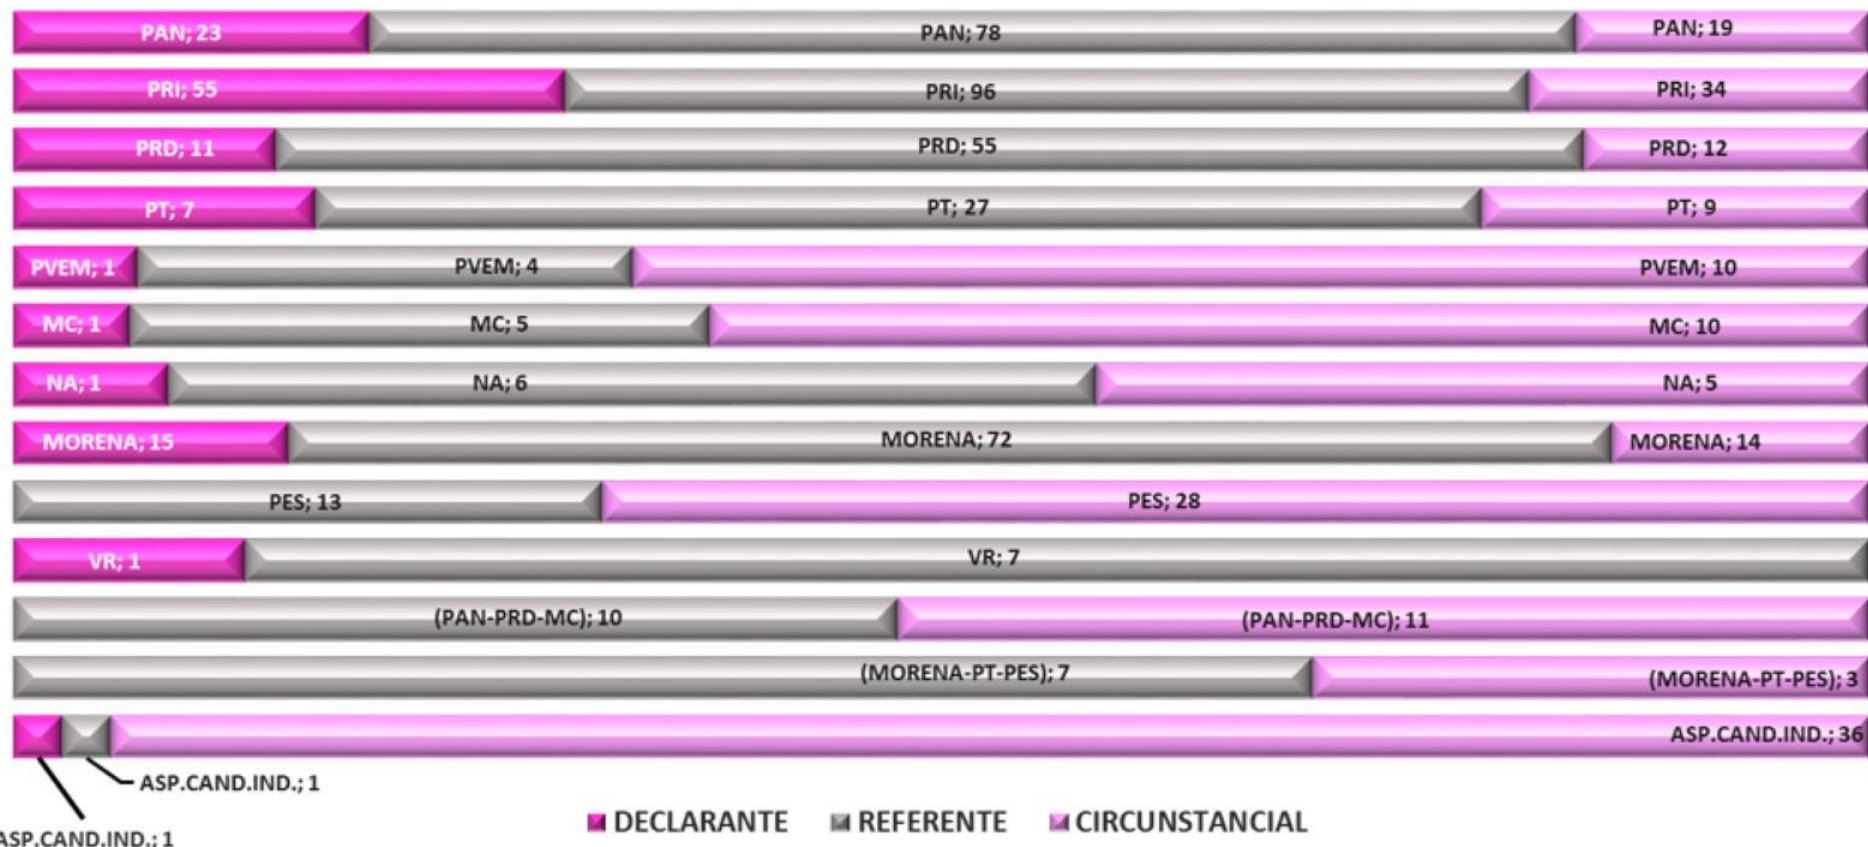 PAN; 23 PAN; 78 PAN; 19
PRI; 55 PRI; 96 PRI; 34
PRD; 11 PRD; 55 PRD; 12
PT; 7 PT; 27 PT; 9
PVEM; 1 PVEM; 4 PVEM; 10
MC; 1 MC; 5 MC; 10
NA; 1 NA; 6 NA; 5
MORENA; 15 MORENA; 72 MORENA; 14
PES; 13 PES; 28
VR; 1 VR; 7
(PAN-PRD-MC); 10 (PAN-PRD-MC); 11
(MORENA-PT-PES); 7 (MORENA-PT-PES); 3
ASP.CAND.IND.; 36
ASP.CAND.IND.; 1
ASP.CAND.IND.; 1
DECLARANTE REFERENTE CIRCUNSTANCIAL